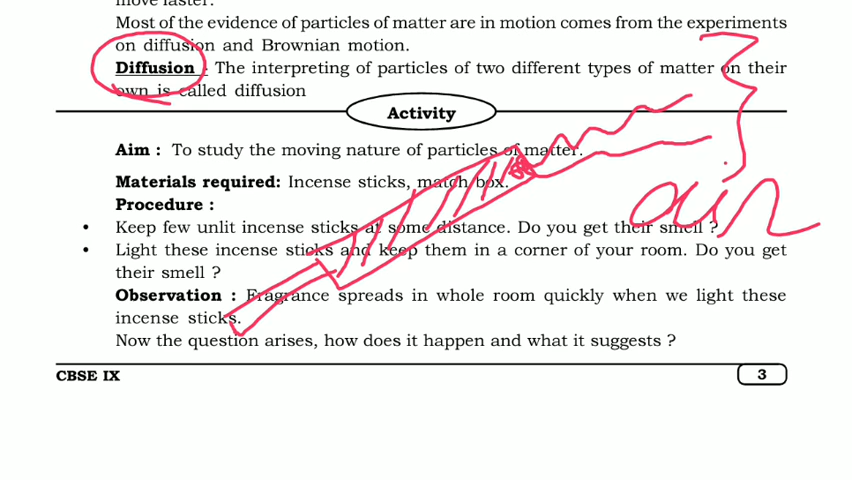 move faster.
Most of the evidence of particles of matter are in motion comes from the experiments
on diffusion and Brownian motion.
Diffusion : The interpreting of particles of two different types of matter on their
own is called diffusion
Activity
Aim : To study the moving nature of particles of matter.
Materials required: Incense sticks, match box.
Procedure :
• Keep few unlit incense sticks at some distance. Do you get their smell ?
• Light these incense sticks and keep them in a corner of your room. Do you get
their smell ?
Observation : Fragrance spreads in whole room quickly when we light these
incense sticks.
Now the question arises, how does it happen and what it suggests ?
CBSE IX
3
air